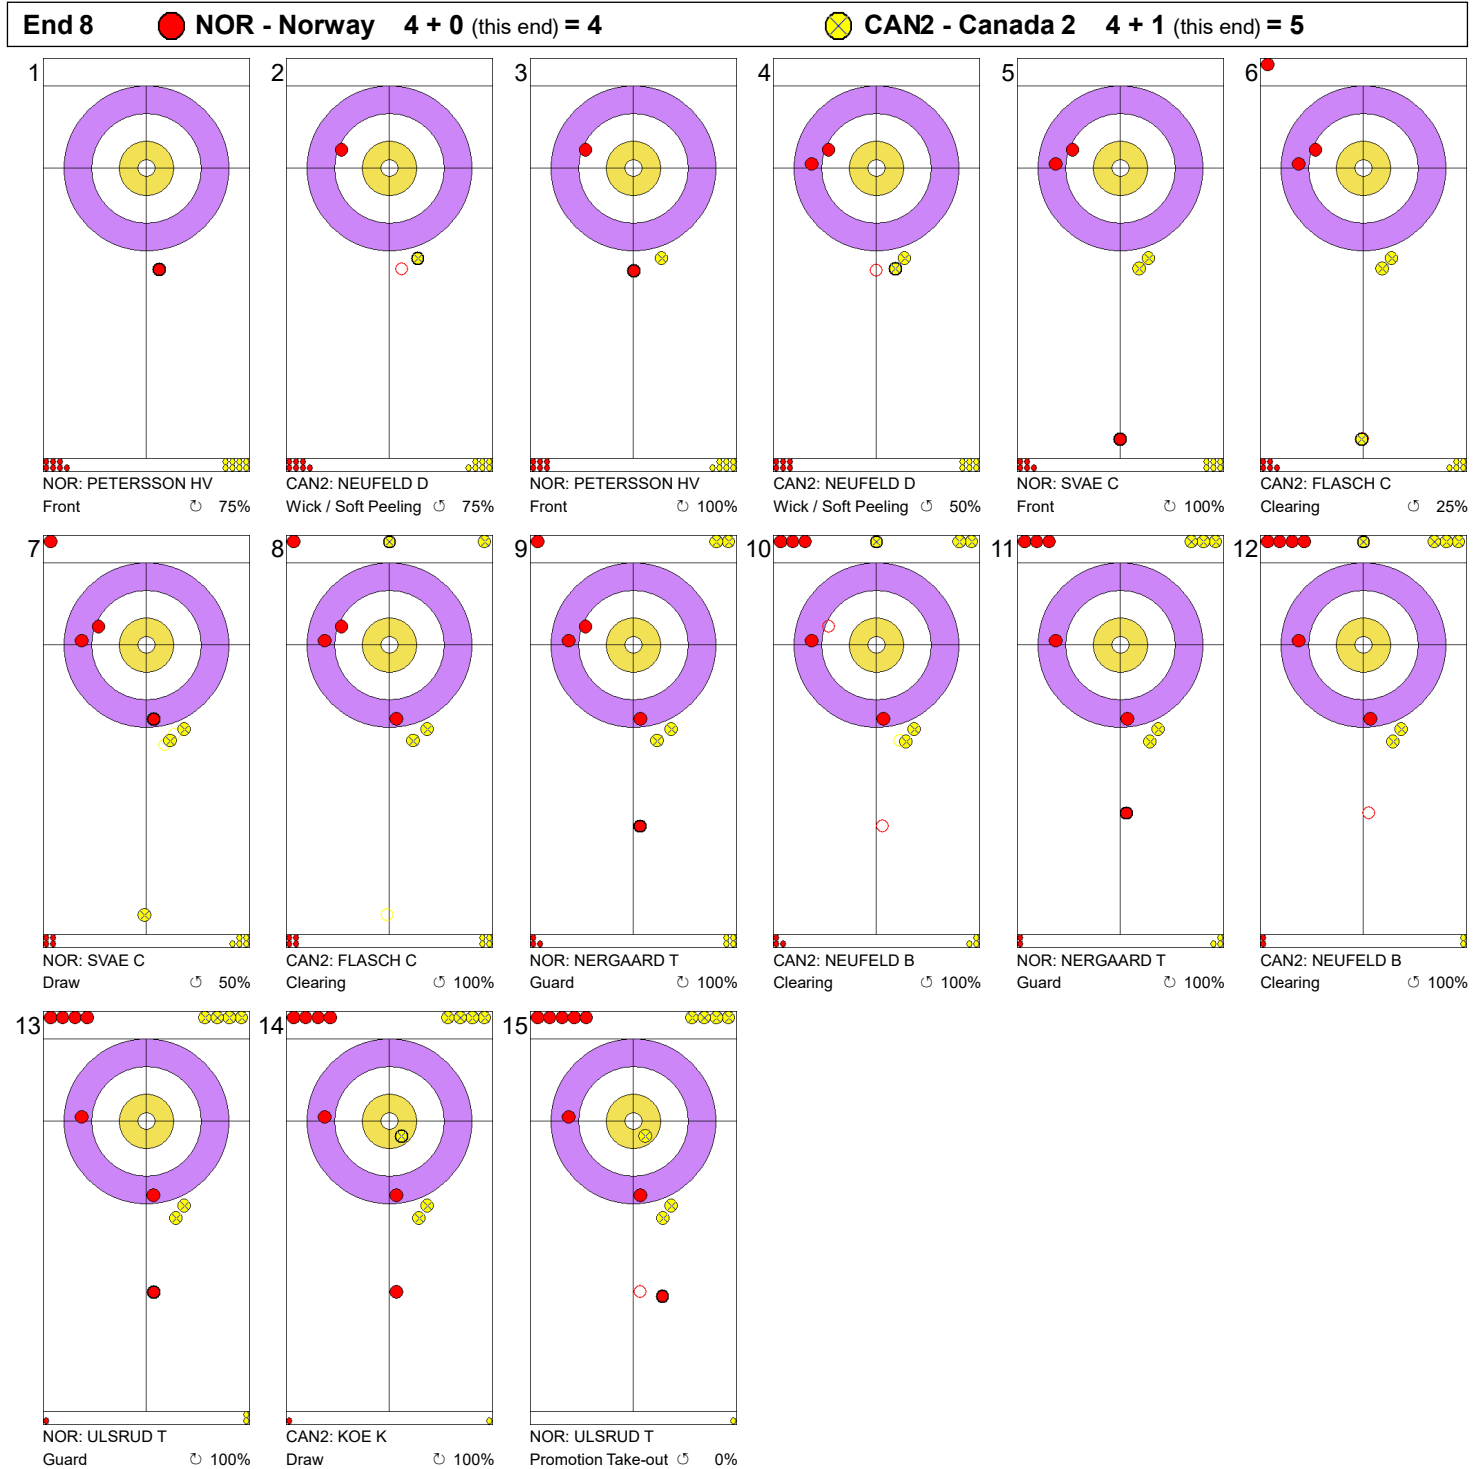 End 8 NOR - Norway 4 + 0 (this end) = 4 CAN2 - Canada 2 4 + 1 (this end) = 5
1 2 3 4 5 6
NOR: PETERSSON HV CAN2: NEUFELD D NOR: PETERSSON HV CAN2: NEUFELD D NOR: SVAE C CAN2: FLASCH C
Front ↻ 75% Wick / Soft Peeling ↺ 75% Front ↻ 100% Wick / Soft Peeling ↺ 50% Front ↺ 100% Clearing ↻ 25%
7 8 9 10 11 12
NOR: SVAE C CAN2: FLASCH C NOR: NERGAARD T CAN2: NEUFELD B NOR: NERGAARD T CAN2: NEUFELD B
Draw ↺ 50% Clearing ↺ 100% Guard ↻ 100% Clearing ↺ 100% Guard ↻ 100% Clearing ↺ 100%
13 14 15
NOR: ULSRUD T CAN2: KOE K NOR: ULSRUD T
Guard ↻ 100% Draw ↻ 100% Promotion Take-out ↺ 0%